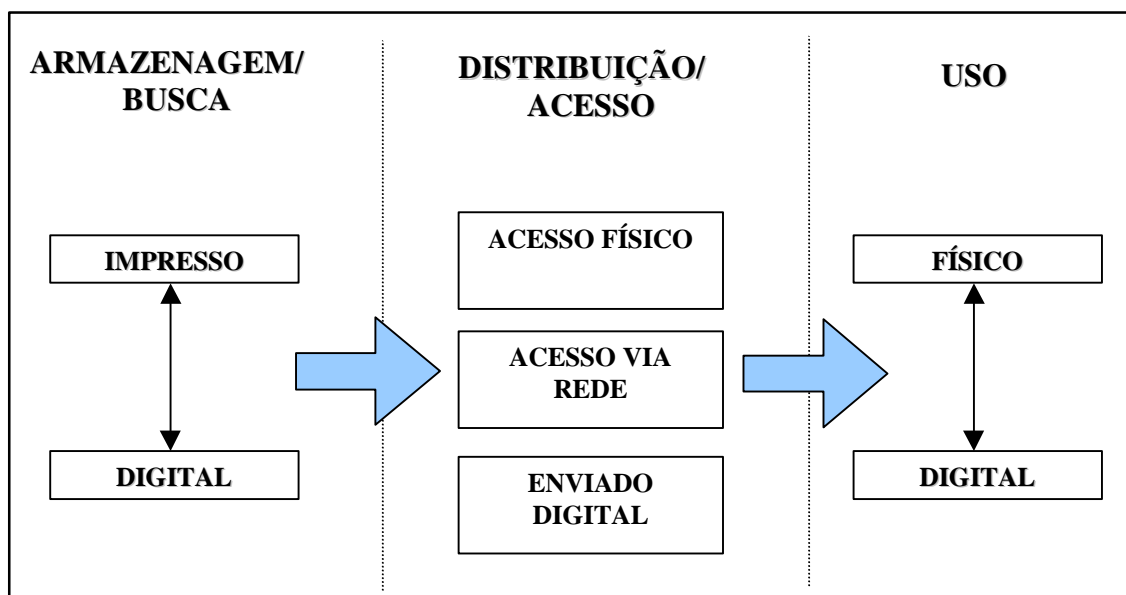 ARMAZENAGEM/
BUSCA
IMPRESSO
DIGITAL
DISTRIBUIÇÃO/
ACESSO
ACESSO FÍSICO
ACESSO VIA
REDE
ENVIADO
DIGITAL
USO
FÍSICO
DIGITAL